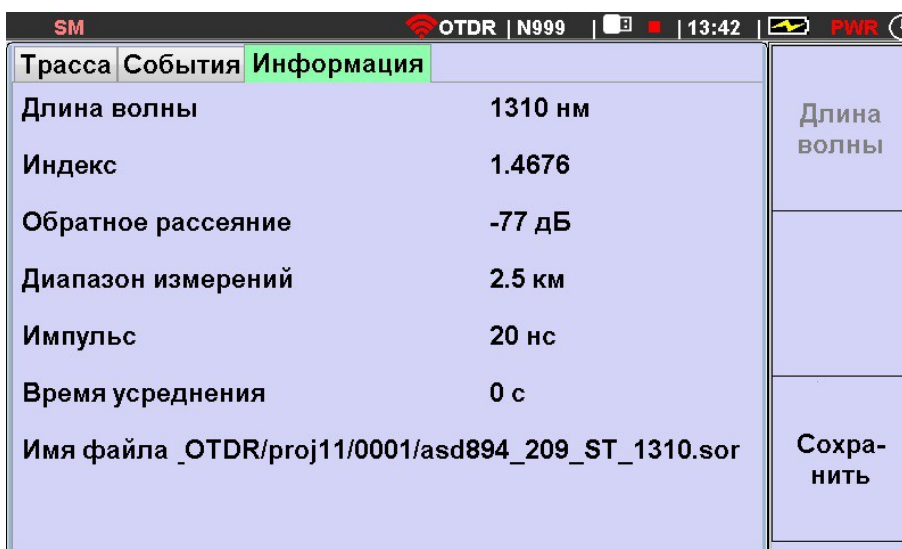 SM OTDR | N999 | | 13:42 | PWR
Трасса События Информация
Длина волны 1310 нм
Индекс 1.4676
Обратное рассеяние -77 дБ
Диапазон измерений 2.5 км
Импульс 20 нс
Время усреднения 0 с
Имя файла _OTDR/proj11/0001/asd894_209_ST_1310.sor
Длина
волны
Сохра-
нить